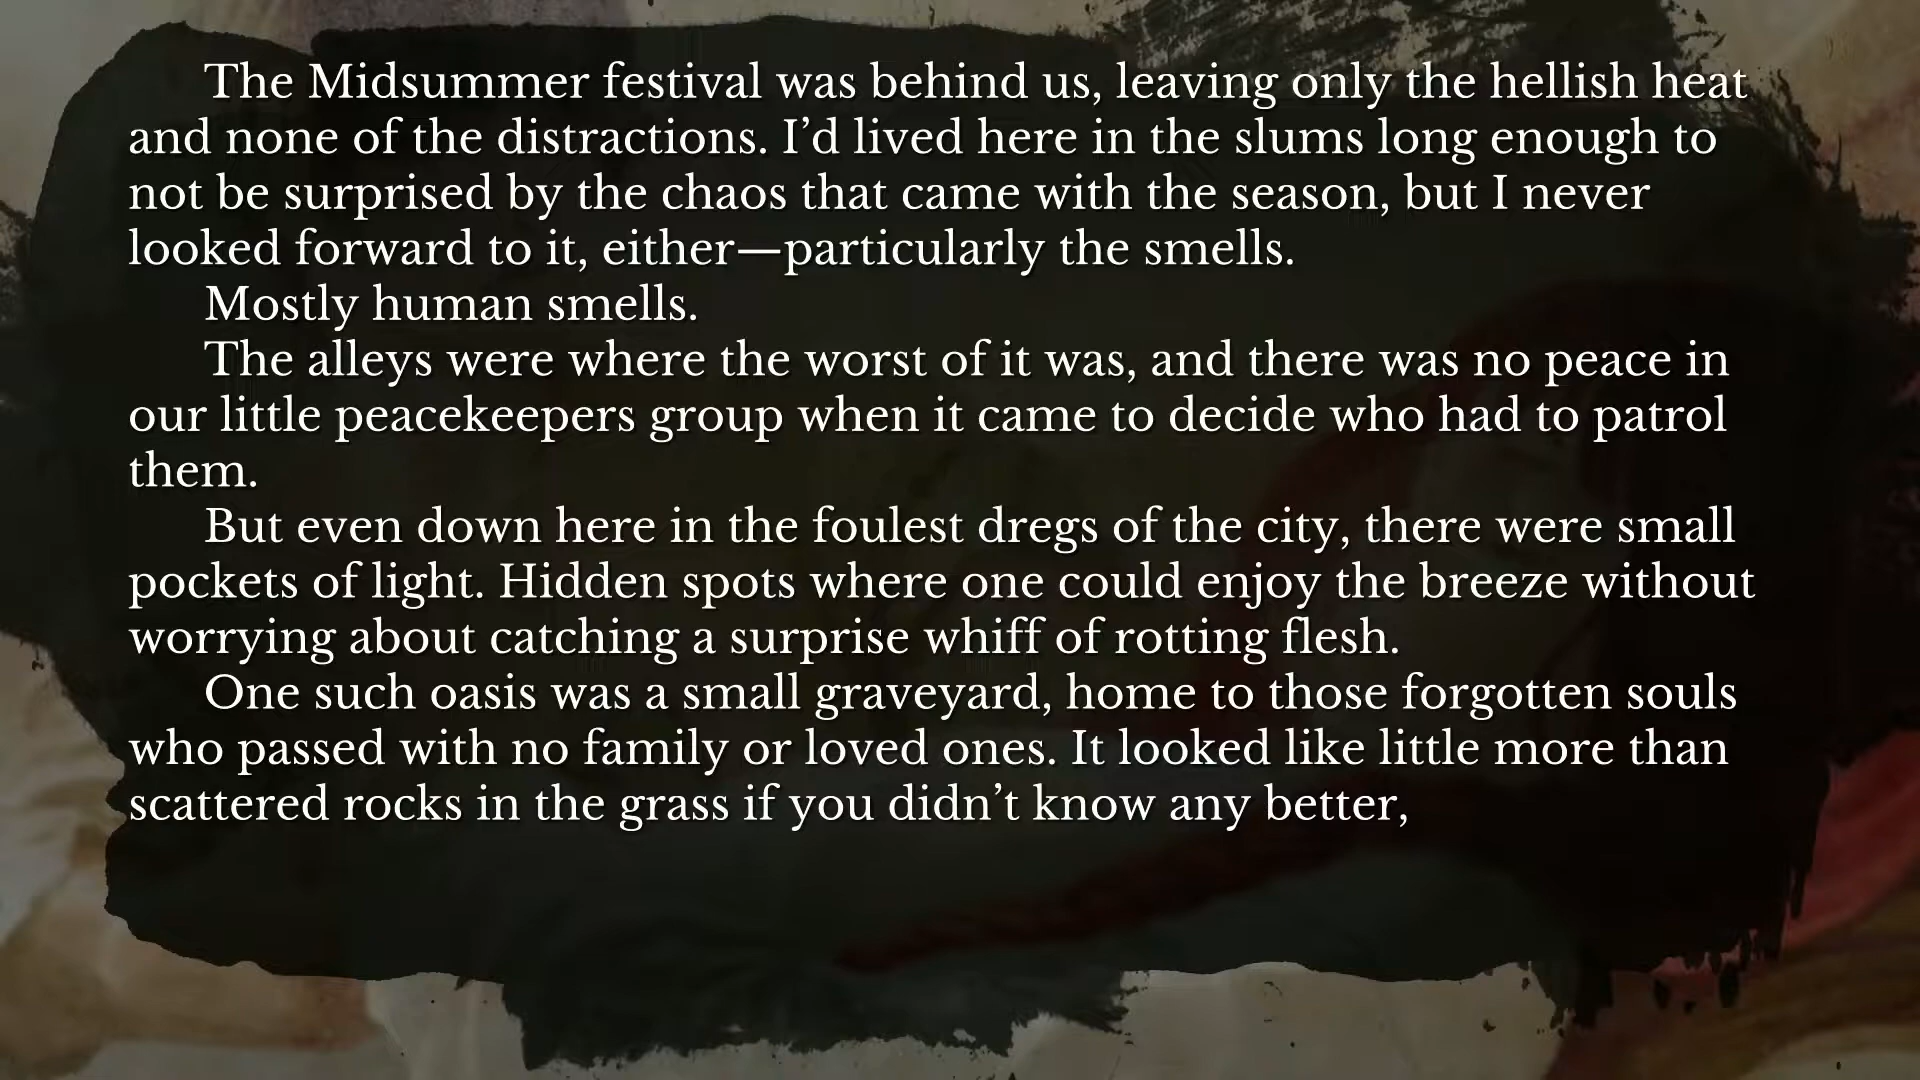 The Midsummer festival was behind us, leaving only the hellish heat
and none of the distractions. I’d lived here in the slums long enough to
not be surprised by the chaos that came with the season, but I never
looked forward to it, either—particularly the smells.
Mostly human smells.
The alleys were where the worst of it was, and there was no peace in
our little peacekeepers group when it came to decide who had to patrol
them.
But even down here in the foulest dregs of the city, there were small
pockets of light. Hidden spots where one could enjoy the breeze without
worrying about catching a surprise whiff of rotting flesh.
One such oasis was a small graveyard, home to those forgotten souls
who passed with no family or loved ones. It looked like little more than
scattered rocks in the grass if you didn’t know any better,